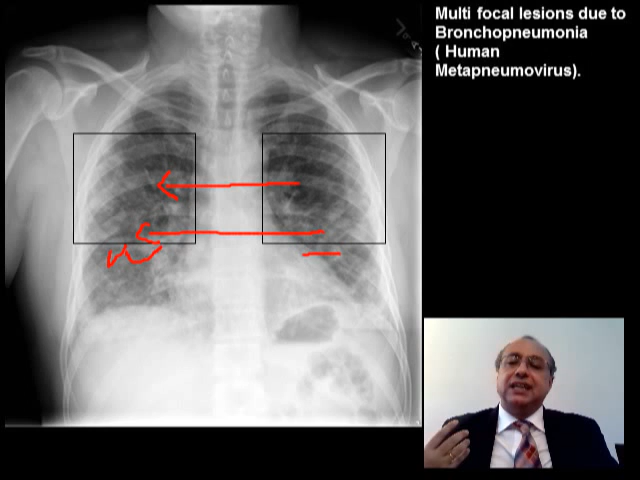 Multi focal lesions due to
Bronchopneumonia
( Human
Metapneumovirus).